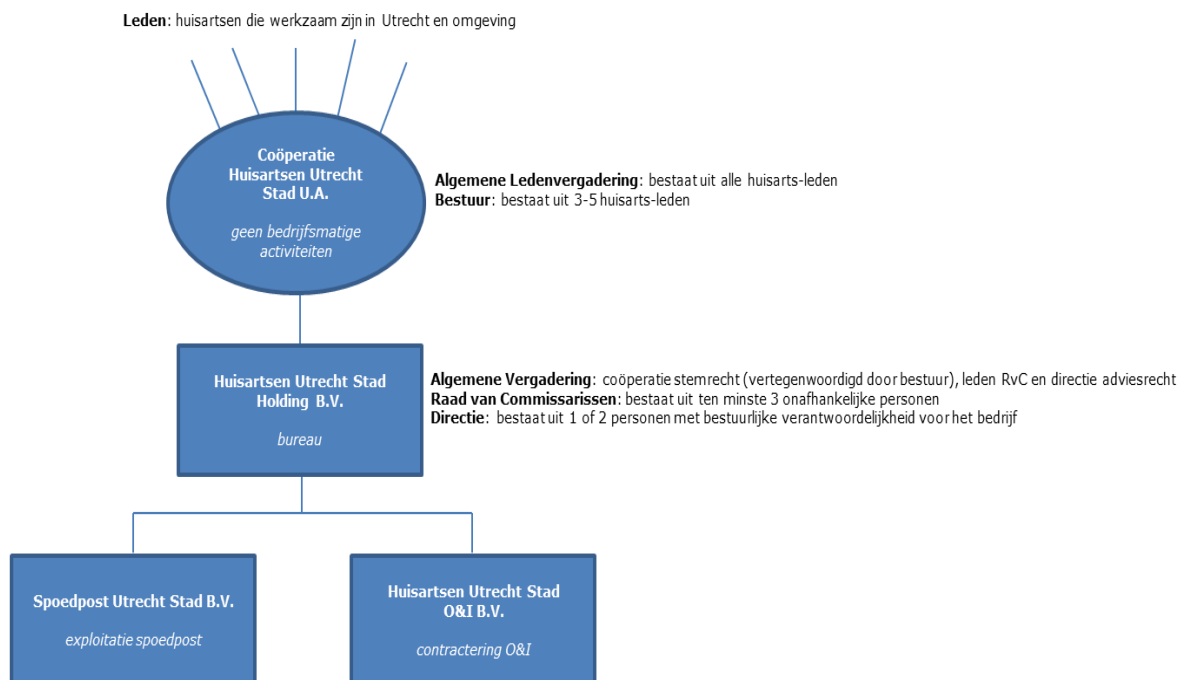 Leden: huisartsen die werkzaam zijn in Utrecht en omgeving
Coöperatie
Huisartsen Utrecht
Stad U.A.
geen bedrijfsmatige
activiteiten
Algemene Ledenvergadering: bestaat uit alle huisarts-leden
Bestuur: bestaat uit 3-5 huisarts-leden
Huisartsen Utrecht Stad
Holding B.V.
bureau
Algemene Vergadering: coöperatie stemrecht (vertegenwoordigd door bestuur), leden RvC en directie adviesrecht
Raad van Commissarissen: bestaat uit ten minste 3 onafhankelijke personen
Directie: bestaat uit 1 of 2 personen met bestuurlijke verantwoordelijkheid voor het bedrijf
Spoedpost Utrecht Stad B.V.
exploitatie spoedpost
Huisartsen Utrecht Stad
O&I B.V.
contractering O&I